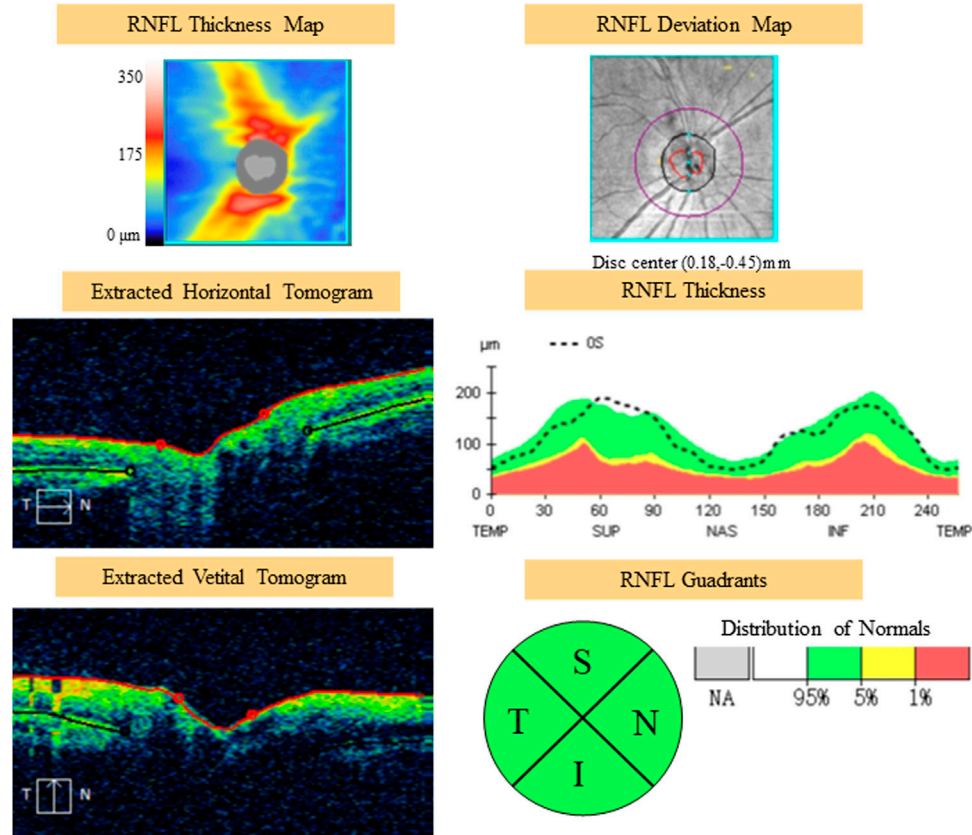 RNFL Thickness Map
RNFL Deviation Map
350
175
0 μm
Disc center (0.18,-0.45)mm
Extracted Horizontal Tomogram
RNFL Thickness
T N
μm
OS
200
100
0
0 30 60 90 120 150 180 210 240
TEMP SUP NAS INF TEMP
Extracted Vetital Tomogram
RNFL Guadrants
T N
S
T N
I
Distribution of Normals
NA 95% 5% 1%